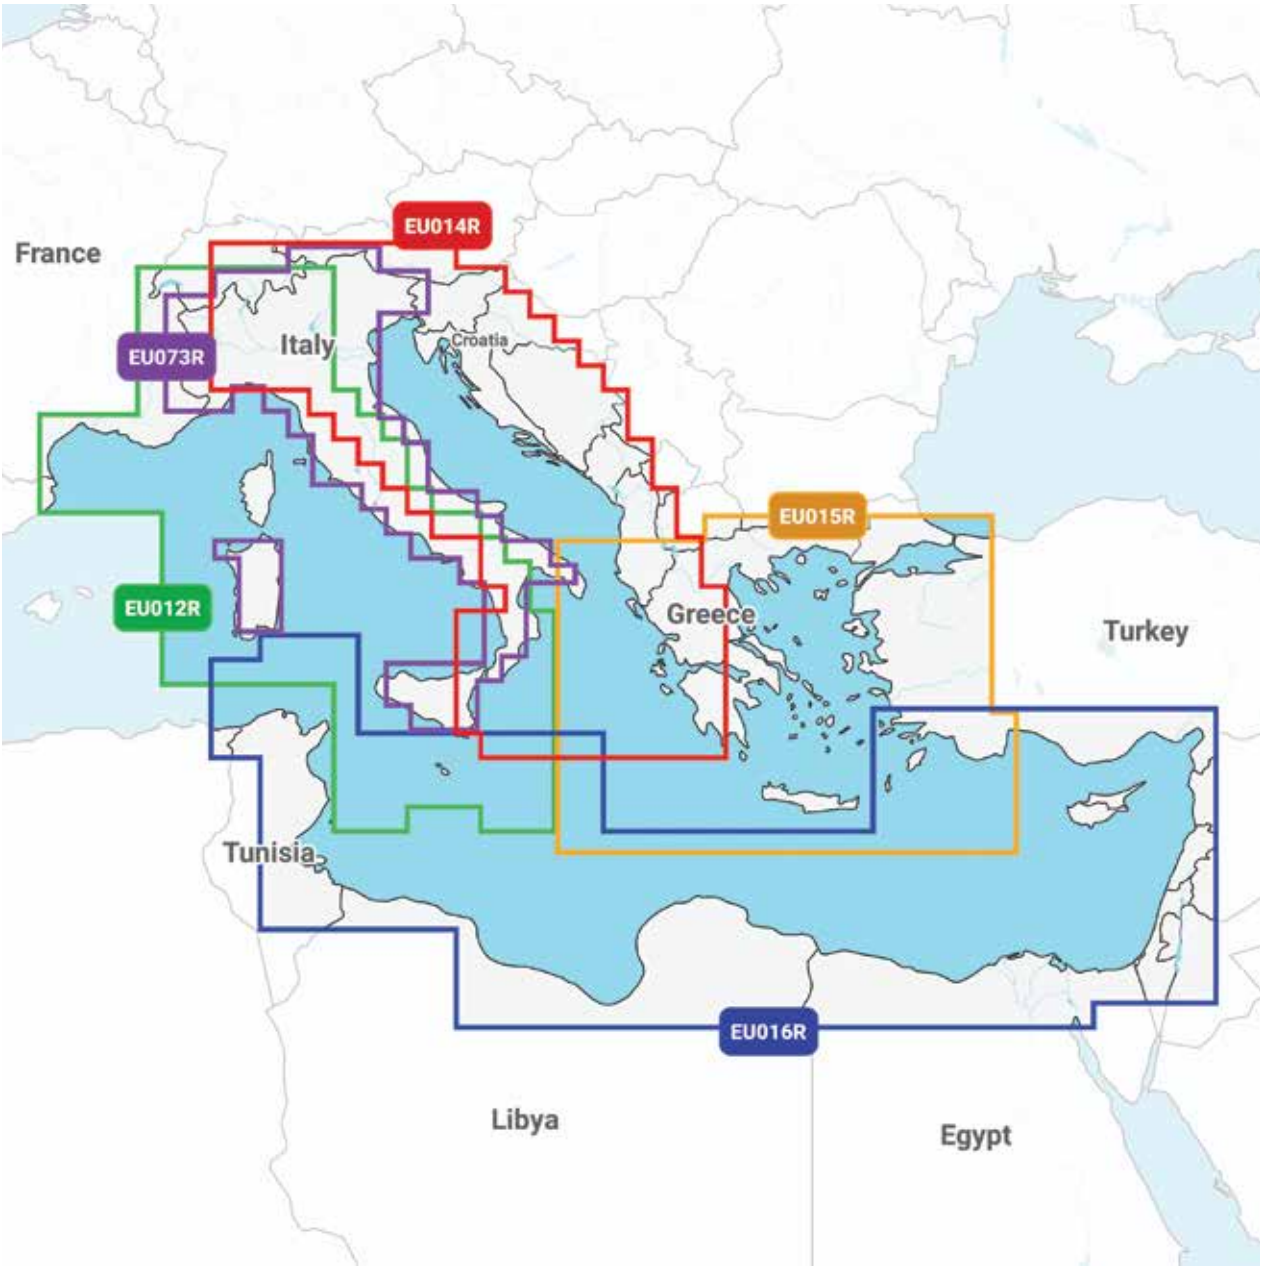 EU014R
France
Italy
Croatia
EU073R
EU015R
EU012R
Greece
Turkey
Tunisia
EU016R
Libya
Egypt